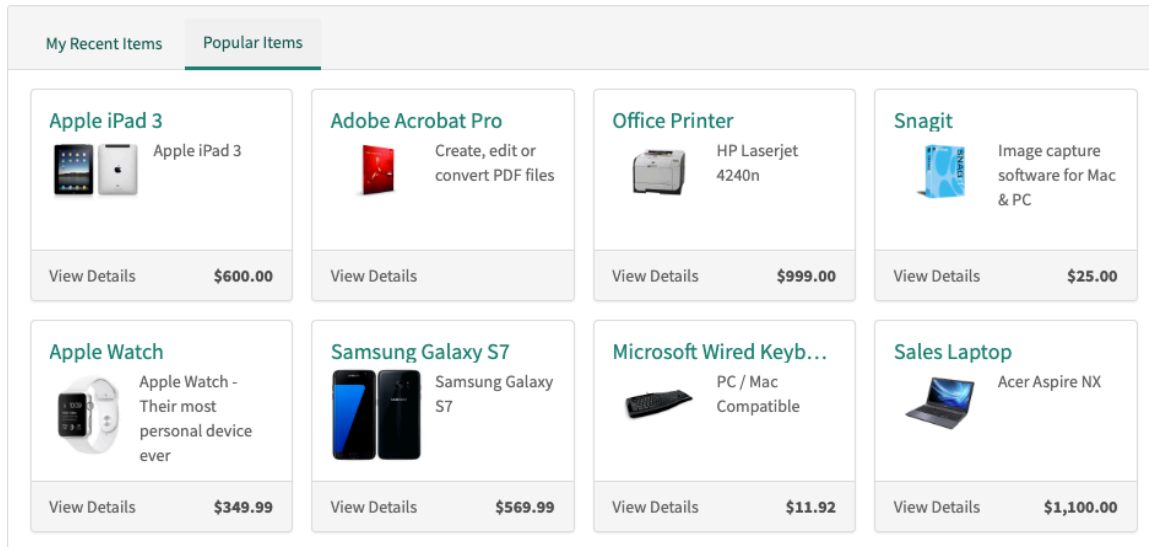 My Recent Items
Popular Items
Apple iPad 3
Apple iPad 3
View Details
$600.00
Adobe Acrobat Pro
Create, edit or
convert PDF files
View Details
Office Printer
HP Laserjet
4240n
View Details
$999.00
Snagit
SNAGIT
Image capture
software for Mac
& PC
View Details
$25.00
Apple Watch
Apple Watch -
Their most
personal device
ever
View Details
$349.99
Samsung Galaxy S7
Samsung Galaxy
S7
View Details
$569.99
Microsoft Wired Keyb...
PC / Mac
Compatible
View Details
$11.92
Sales Laptop
Acer Aspire NX
View Details
$1,100.00